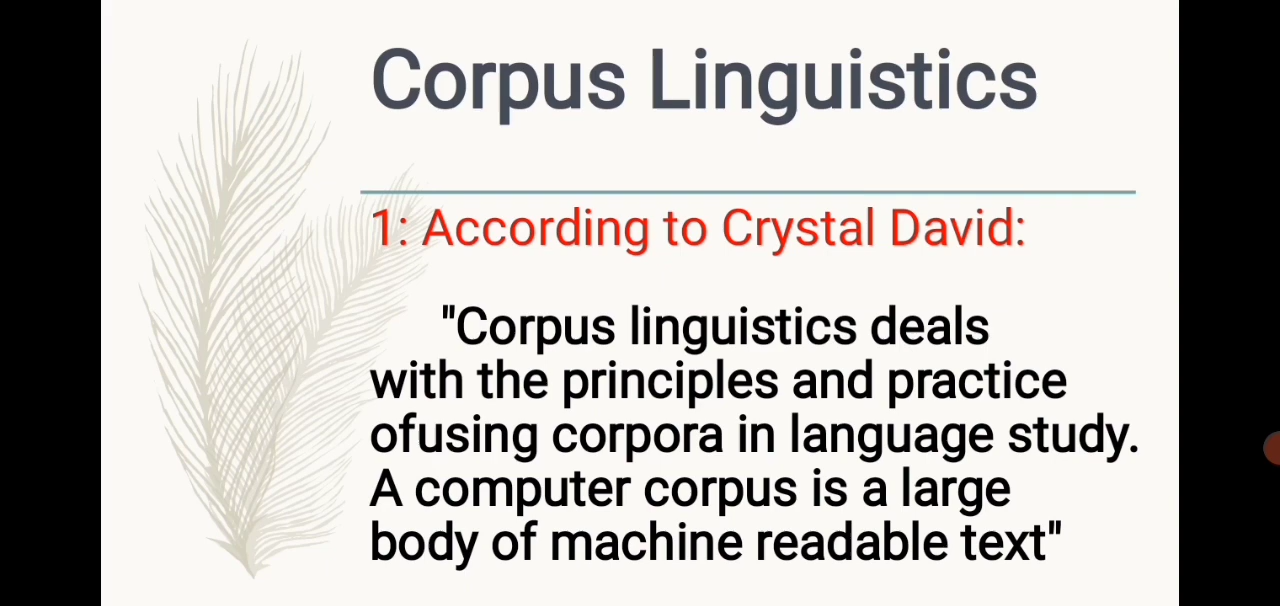 Corpus Linguistics
1: According to Crystal David:
"Corpus linguistics deals
with the principles and practice
ofusing corpora in language study.
A computer corpus is a large
body of machine readable text"